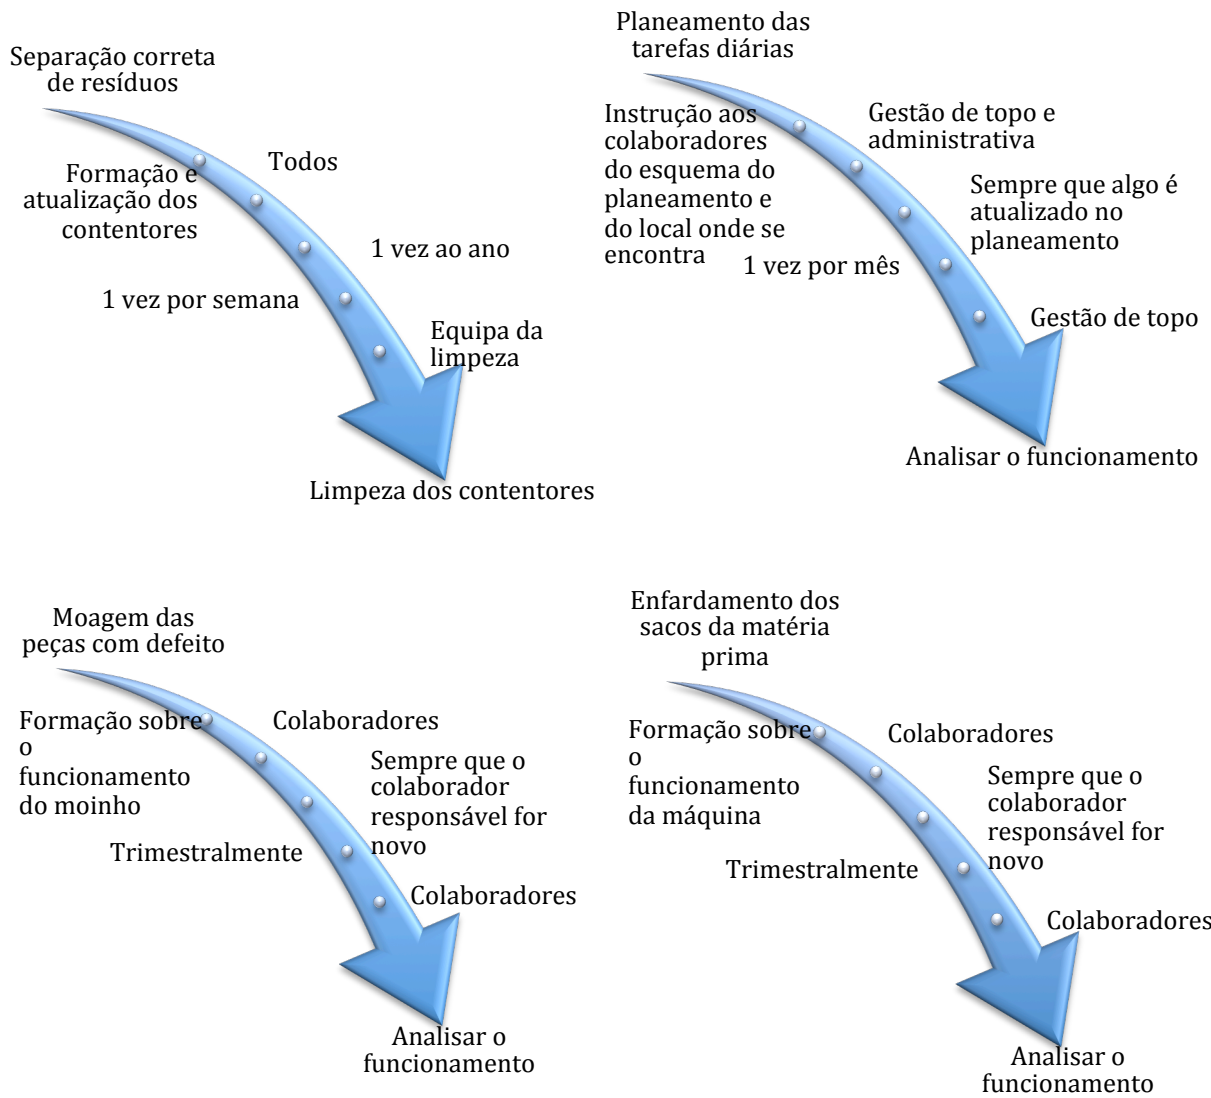 Separação correta
de resíduos
Formação e
atualização dos
contentores
Todos
1 vez ao ano
1 vez por semana
Equipa da
limpeza
Limpeza dos contentores
Planeamento das
tarefas diárias
Instrução aos
colaboradores
do esquema do
planeamento e
do local onde se
encontra
Gestão de topo e
administrativa
Sempre que algo é
atualizado no
planeamento
1 vez por mês
Gestão de topo
Analisar o funcionamento
Moagem das
peças com defeito
Formação sobre
o
funcionamento
do moinho
Colaboradores
Sempre que o
colaborador
responsável for
novo
Trimestralmente
Colaboradores
Analisar o
funcionamento
Enfardamento dos
sacos da matéria
prima
Formação sobre
o
funcionamento
da máquina
Colaboradores
Sempre que o
colaborador
responsável for
novo
Trimestralmente
Colaboradores
Analisar o
funcionamento